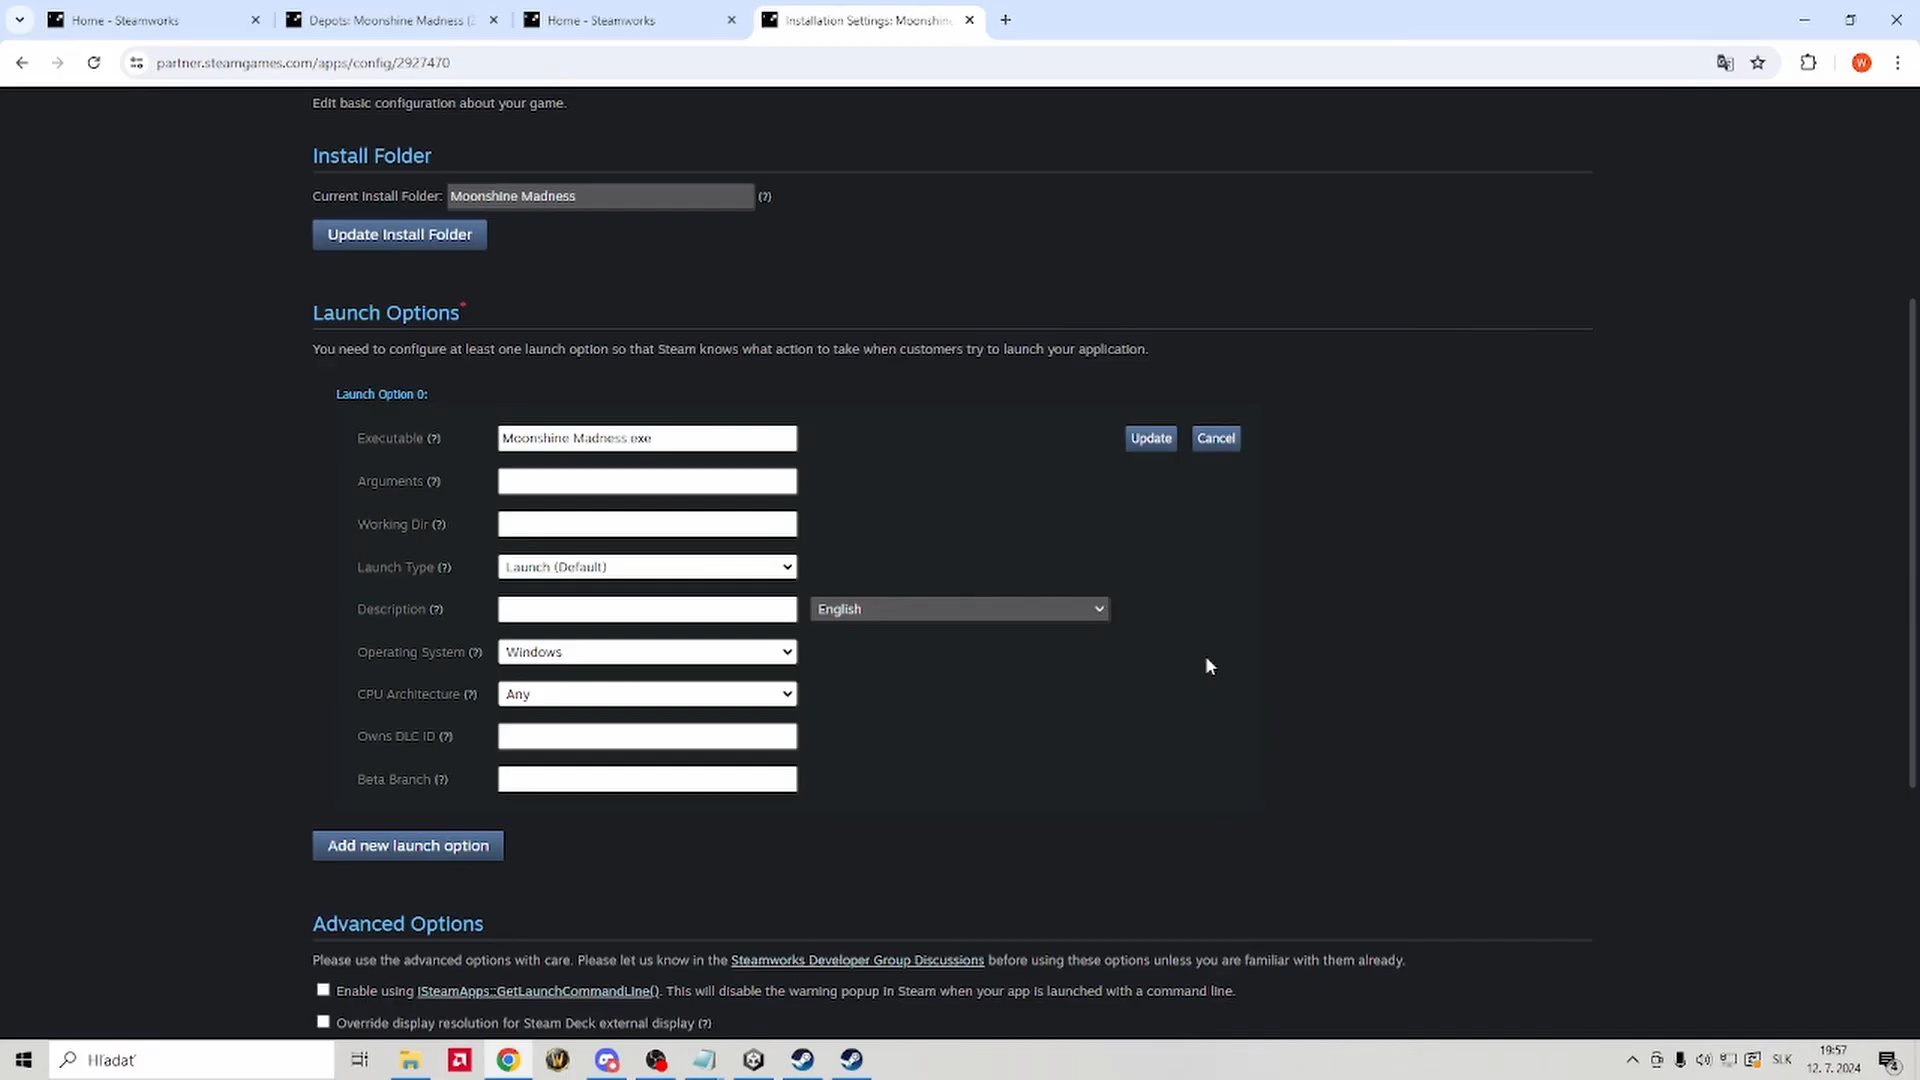 Home - Steamworks
Depots: Moonshine Madness (2
Home - Steamworks
Installation Settings: Moonshine
partner.steamgames.com/apps/config/2927470
W
Edit basic configuration about your game.
Install Folder
Current Install Folder: Moonshine Madness (?)
Update Install Folder
Launch Options*
You need to configure at least one launch option so that Steam knows what action to take when customers try to launch your application.
Launch Option 0:
Executable (?) Moonshine Madness.exe Update Cancel
Arguments (?)
Working Dir (?)
Launch Type (?) Launch (Default)
Description (?) English
Operating System (?) Windows
CPU Architecture (?) Any
Owns DLC ID (?)
Beta Branch (?)
Add new launch option
Advanced Options
Please use the advanced options with care. Please let us know in the Steamworks Developer Group Discussions before using these options unless you are familiar with them already.
Enable using ISteamApps::GetLaunchCommandLine(). This will disable the warning popup in Steam when your app is launched with a command line.
Override display resolution for Steam Deck external display (?)
Hľadať
SLK
19:57
12. 7. 2024
4